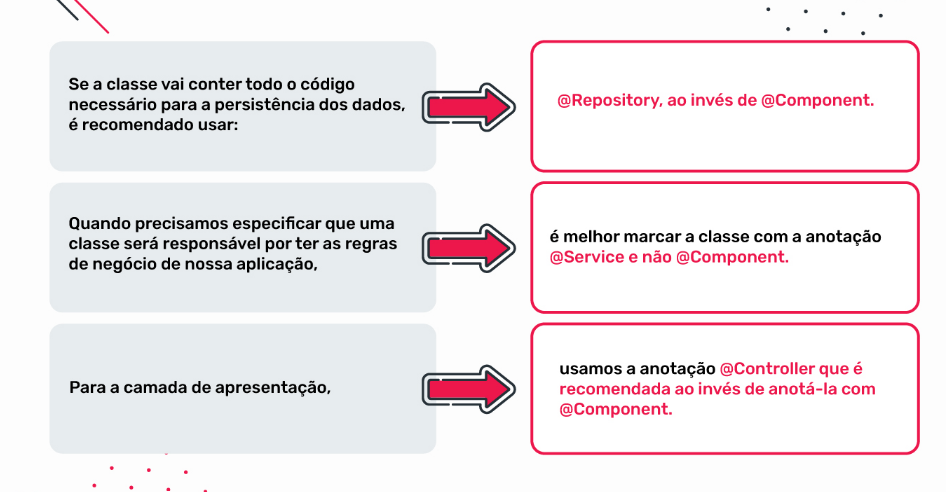 Se a classe vai conter todo o código
necessário para a persistência dos dados,
é recomendado usar:
@Repository, ao invés de @Component.
Quando precisamos especificar que uma
classe será responsável por ter as regras
de negócio de nossa aplicação,
é melhor marcar a classe com a anotação
@Service e não @Component.
Para a camada de apresentação,
usamos a anotação @Controller que é
recomendada ao invés de anotá-la com
@Component.